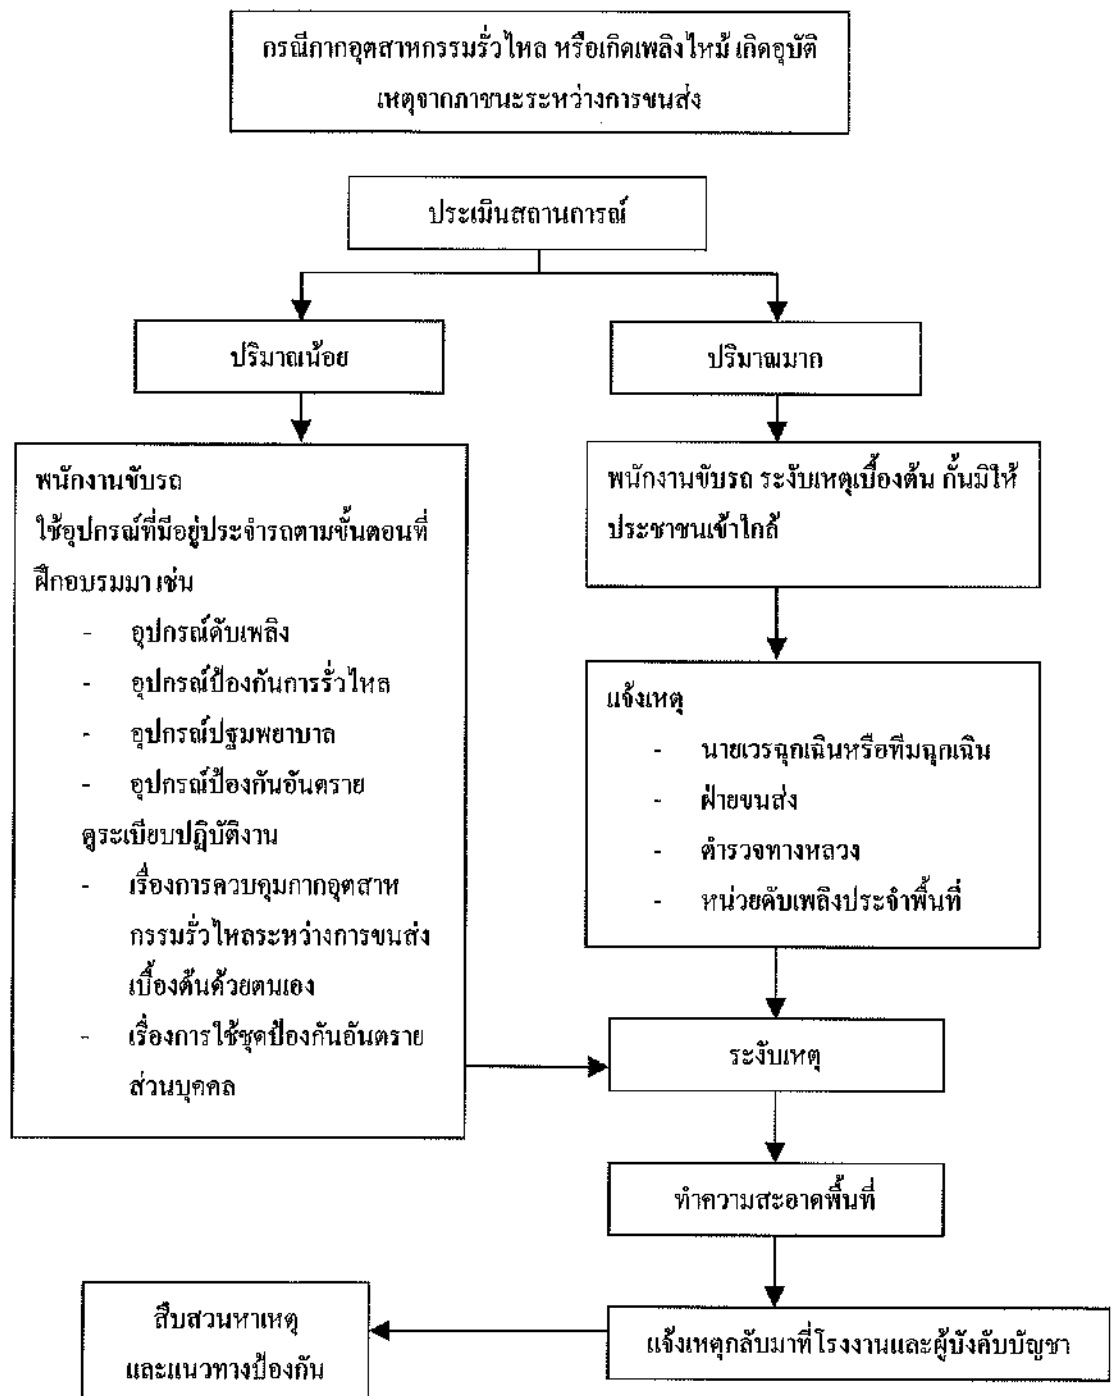 กรณีกากอุตสาหกรรมรั่วไหล หรือเกิดเพลิงไหม้ เกิดอุบัติ
เหตุจากภาชนะระหว่างการขนส่ง
ประเมินสถานการณ์
ปริมาณน้อย
ปริมาณมาก
พนักงานขับรถ
ใช้อุปกรณ์ที่มีอยู่ประจำรถตามขั้นตอนที่
ฝึกอบรมมา เช่น
- อุปกรณ์ดับเพลิง
- อุปกรณ์ป้องกันการรั่วไหล
- อุปกรณ์ปฐมพยาบาล
- อุปกรณ์ป้องกันอันตราย
ดูระเบียบปฏิบัติงาน
- เรื่องการควบคุมกากอุตสาห
กรรมรั่วไหลระหว่างการขนส่ง
เบื้องต้นด้วยตนเอง
- เรื่องการใช้ชุดป้องกันอันตราย
ส่วนบุคคล
พนักงานขับรถ ระงับเหตุเบื้องต้น กั้นมิให้
ประชาชนเข้าใกล้
แจ้งเหตุ
- นายเวรฉุกเฉินหรือทีมฉุกเฉิน
- ฝ่ายขนส่ง
- ตำรวจทางหลวง
- หน่วยดับเพลิงประจำพื้นที่
ระงับเหตุ
ทำความสะอาดพื้นที่
แจ้งเหตุกลับมาที่โรงงานและผู้บังคับบัญชา
สืบสวนหาเหตุ
และแนวทางป้องกัน